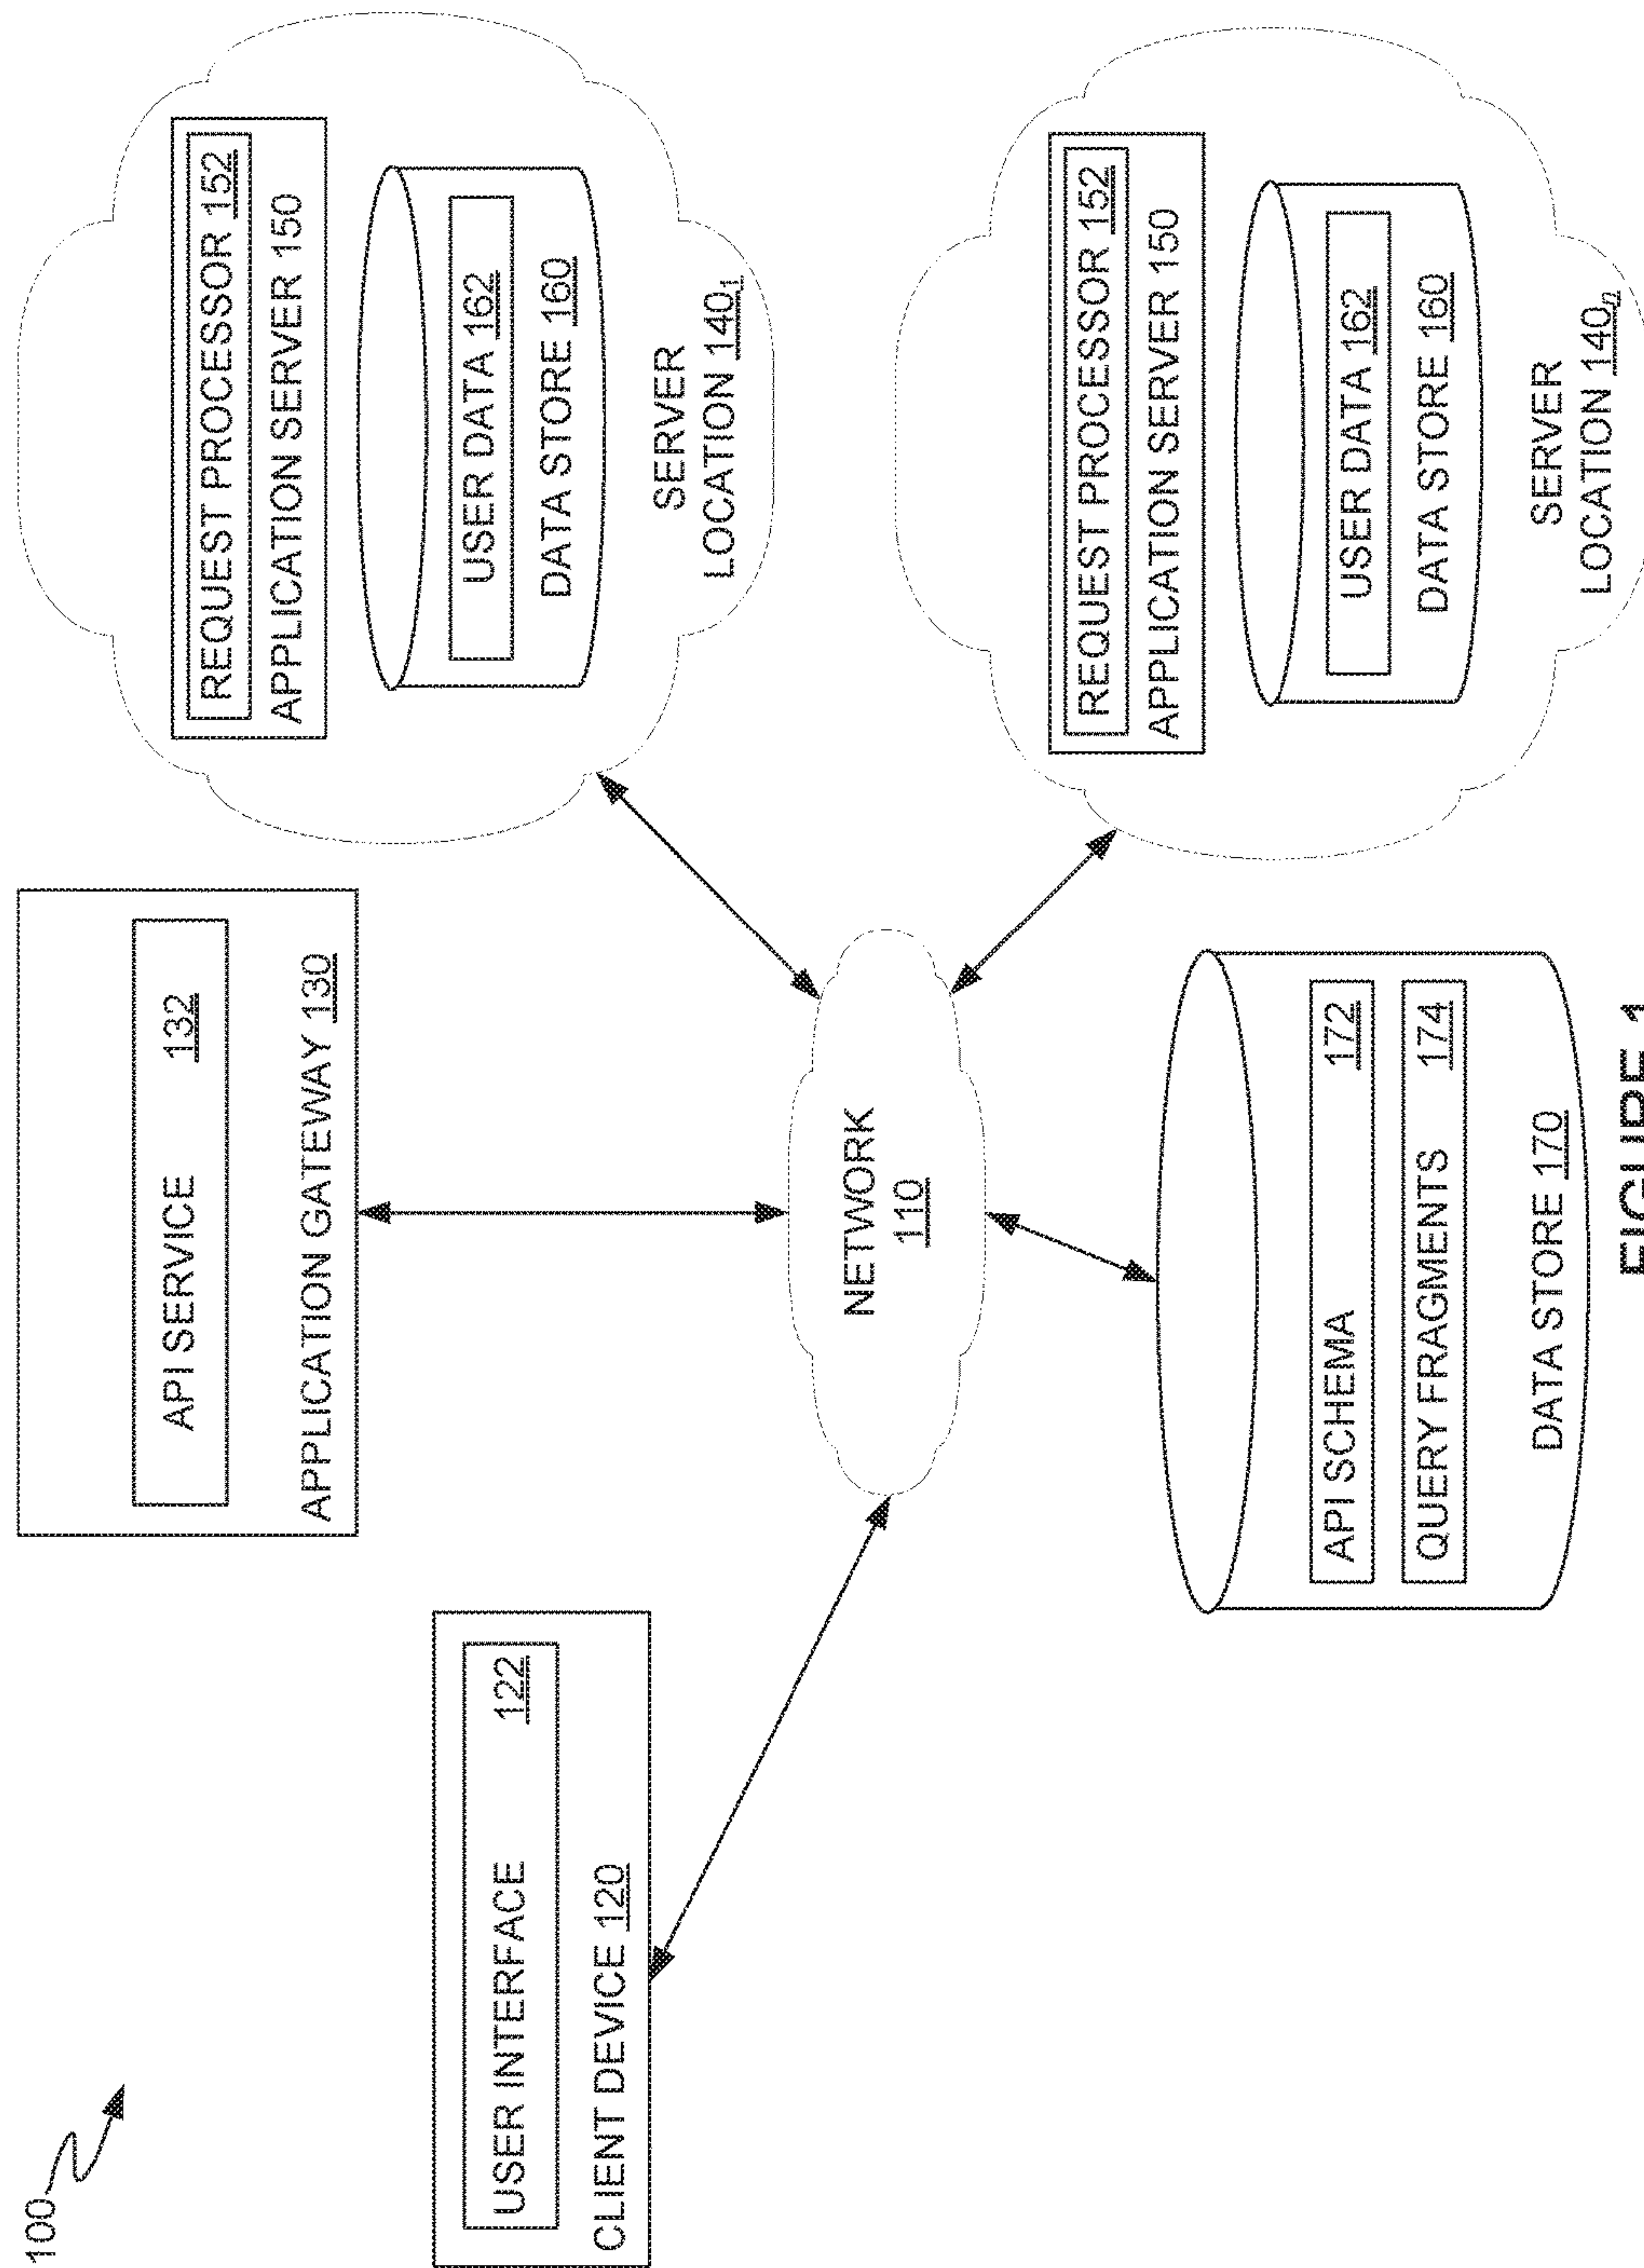 100
USER INTERFACE 122
CLIENT DEVICE 120
API SERVICE 132
APPLICATION GATEWAY 130
NETWORK
110
API SCHEMA 172
QUERY FRAGMENTS 174
DATA STORE 170
REQUEST PROCESSOR 152
APPLICATION SERVER 150
USER DATA 162
DATA STORE 160
SERVER
LOCATION 140₁
REQUEST PROCESSOR 152
APPLICATION SERVER 150
USER DATA 162
DATA STORE 160
SERVER
LOCATION 140ₙ
FIGURE 1